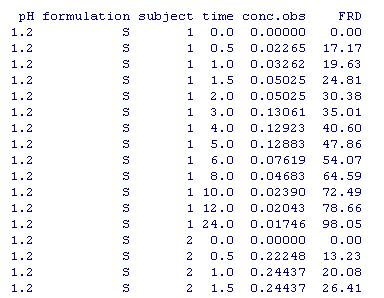 pH formulation subject time conc.obs FRD
1.2 S 1 0.0 0.00000 0.00
1.2 S 1 0.5 0.02265 17.17
1.2 S 1 1.0 0.03262 19.63
1.2 S 1 1.5 0.05025 24.81
1.2 S 1 2.0 0.05025 30.38
1.2 S 1 3.0 0.13061 35.01
1.2 S 1 4.0 0.12923 40.60
1.2 S 1 5.0 0.12883 47.86
1.2 S 1 6.0 0.07619 54.07
1.2 S 1 8.0 0.04683 64.59
1.2 S 1 10.0 0.02390 72.49
1.2 S 1 12.0 0.02043 78.66
1.2 S 1 24.0 0.01746 98.05
1.2 S 2 0.0 0.00000 0.00
1.2 S 2 0.5 0.22248 13.23
1.2 S 2 1.0 0.24437 20.08
1.2 S 2 1.5 0.24437 26.41